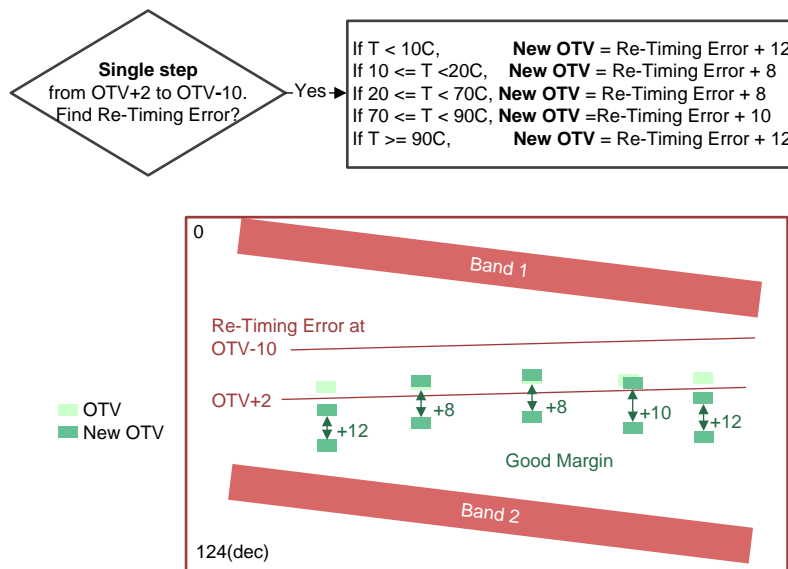 Single step
from OTV+2 to OTV-10.
Find Re-Timing Error?
Yes
If T < 10C, New OTV = Re-Timing Error + 12
If 10 <= T <20C, New OTV = Re-Timing Error + 8
If 20 <= T < 70C, New OTV = Re-Timing Error + 8
If 70 <= T < 90C, New OTV =Re-Timing Error + 10
If T >= 90C, New OTV = Re-Timing Error + 12
0
Band 1
Re-Timing Error at
OTV-10
OTV+2
OTV
New OTV
+12
+8
+8
+10
+12
Good Margin
Band 2
124(dec)